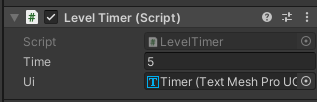 Level Timer (Script)
Script LevelTimer
Time 5
Ui Timer (Text Mesh Pro UG